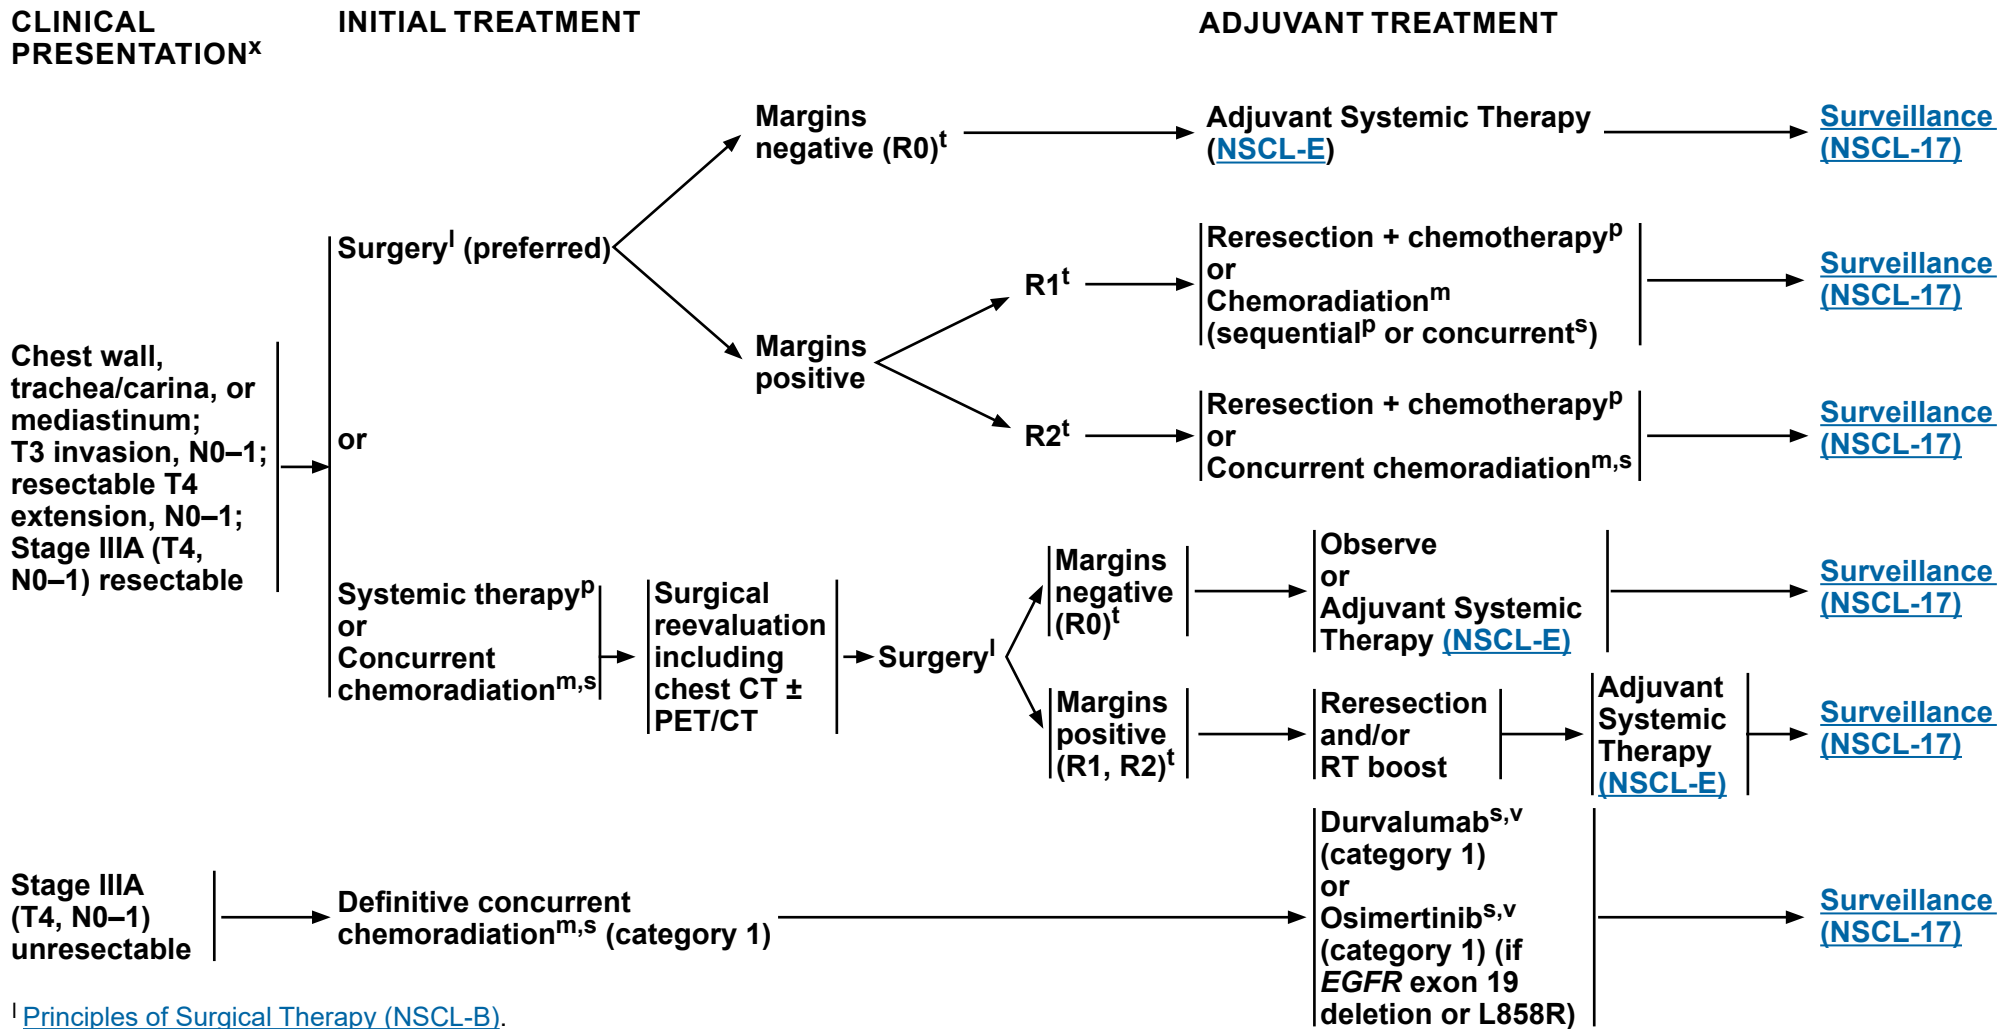 CLINICAL
PRESENTATIONˣ
INITIAL TREATMENT
ADJUVANT TREATMENT
Chest wall,
trachea/carina, or
mediastinum;
T3 invasion, N0–1;
resectable T4
extension, N0–1;
Stage IIIA (T4,
N0–1) resectable
Surgeryˡ (preferred)
or
Systemic therapyᵖ
or
Concurrent
chemoradiationᵐ,ˢ
Margins
negative (R0)ᵗ
Adjuvant Systemic Therapy
(NSCL-E)
Surveillance
(NSCL-17)
Margins
positive
R1ᵗ
Reresection + chemotherapyᵖ
or
Chemoradiationᵐ
(sequentialᵖ or concurrentˢ)
Surveillance
(NSCL-17)
R2ᵗ
Reresection + chemotherapyᵖ
or
Concurrent chemoradiationᵐ,ˢ
Surveillance
(NSCL-17)
Surgical
reevaluation
including
chest CT ±
PET/CT
Surgeryˡ
Margins
negative
(R0)ᵗ
Observe
or
Adjuvant Systemic
Therapy (NSCL-E)
Surveillance
(NSCL-17)
Margins
positive
(R1, R2)ᵗ
Reresection
and/or
RT boost
Adjuvant
Systemic
Therapy
(NSCL-E)
Surveillance
(NSCL-17)
Stage IIIA
(T4, N0–1)
unresectable
Definitive concurrent
chemoradiationᵐ,ˢ (category 1)
Durvalumabˢ,ᵛ
(category 1)
or
Osimertinibˢ,ᵛ
(category 1) (if
EGFR exon 19
deletion or L858R)
Surveillance
(NSCL-17)
ˡ Principles of Surgical Therapy (NSCL-B).